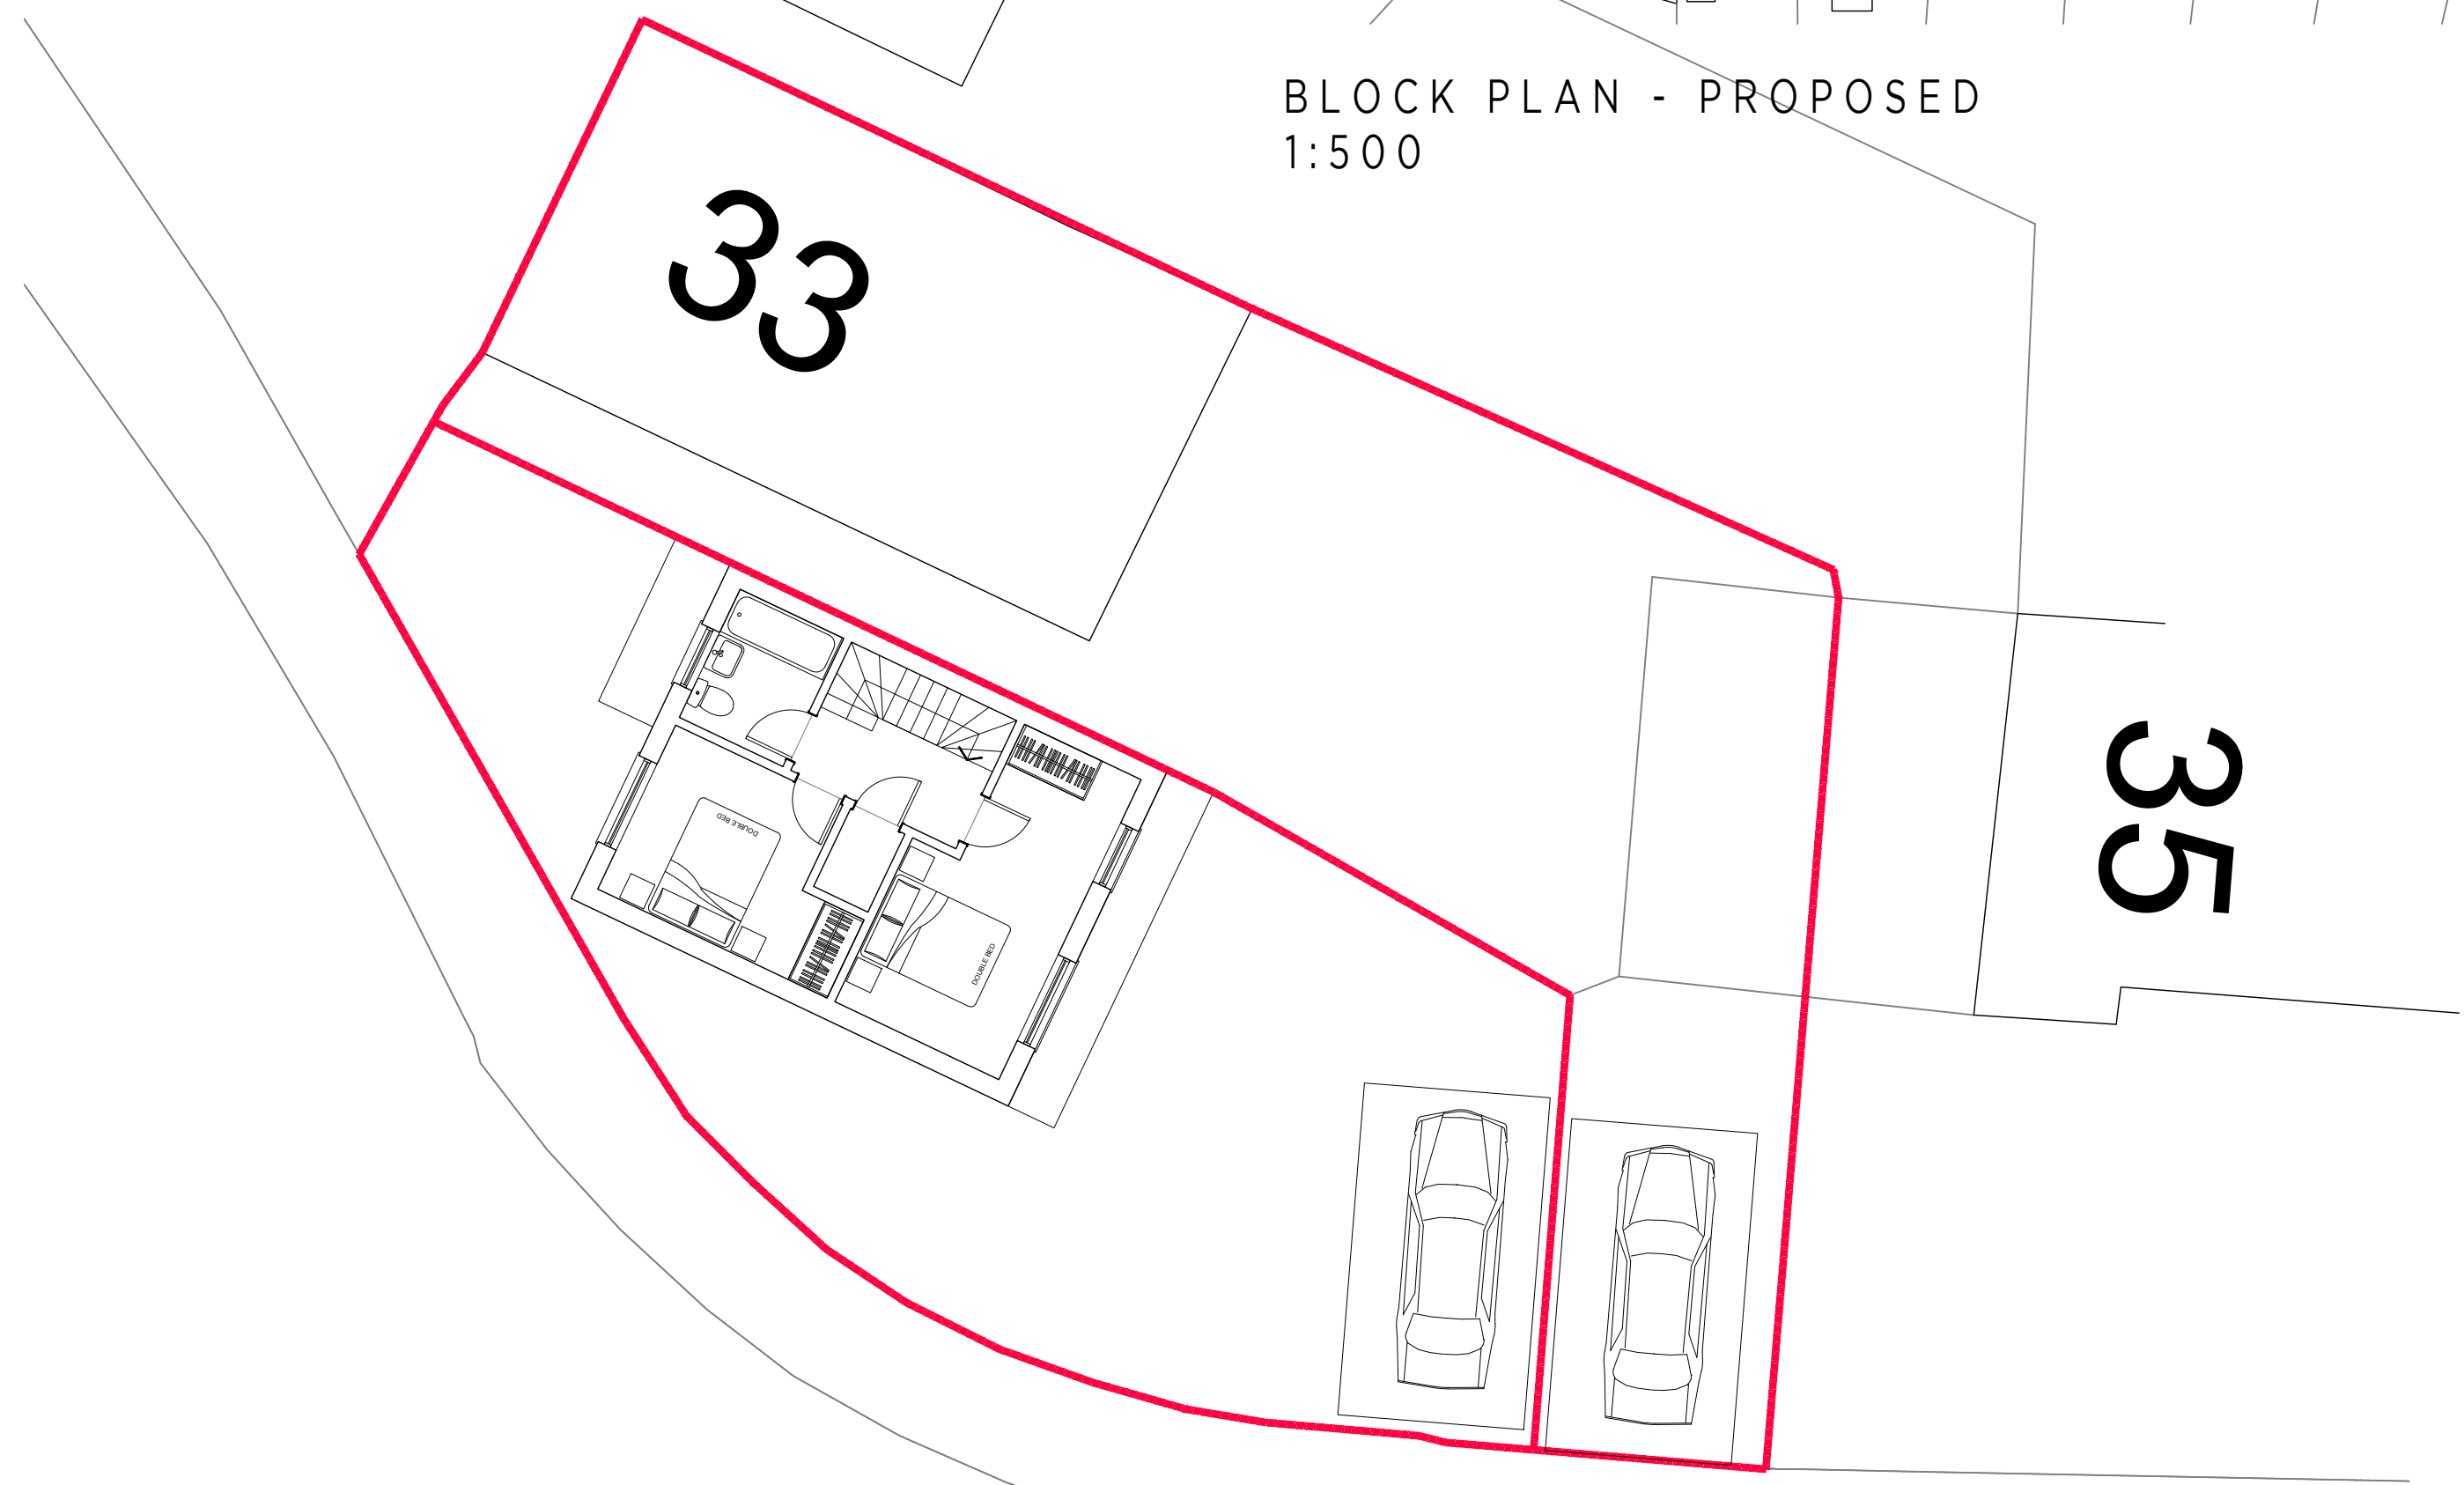 BLOCK PLAN - PROPOSED
1:500
33
35
DOUBLE BED
DOUBLE BED